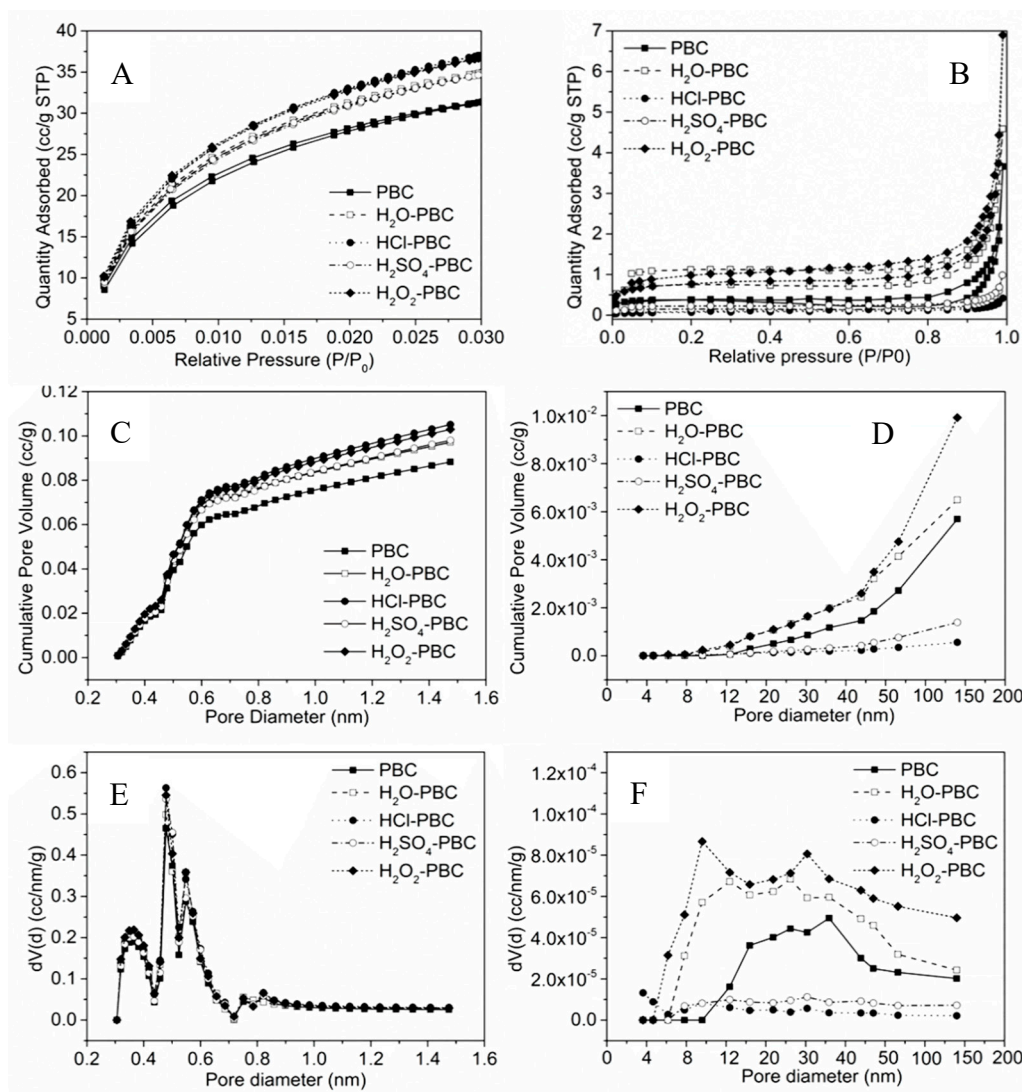 A
40
35
30
25
20
15
10
5
0.000 0.005 0.010 0.015 0.020 0.025 0.030
Quantity Adsorbed (cc/g STP)
Relative Pressure (P/P₀)
PBC
H₂O-PBC
HCl-PBC
H₂SO₄-PBC
H₂O₂-PBC
B
7
6
5
4
3
2
1
0
0.0 0.2 0.4 0.6 0.8 1.0
Quantity Adsorbed (cc/g STP)
Relative pressure (P/P0)
PBC
H₂O-PBC
HCl-PBC
H₂SO₄-PBC
H₂O₂-PBC
C
0.12
0.10
0.08
0.06
0.04
0.02
0.00
0.2 0.4 0.6 0.8 1.0 1.2 1.4 1.6
Cumulative Pore Volume (cc/g)
Pore Diameter (nm)
PBC
H₂O-PBC
HCl-PBC
H₂SO₄-PBC
H₂O₂-PBC
D
1.0x10⁻²
8.0x10⁻³
6.0x10⁻³
4.0x10⁻³
2.0x10⁻³
0.0
4 8 12 20 30 40 50 100 150
Cumulative Pore Volume (cc/g)
Pore diameter (nm)
PBC
H₂O-PBC
HCl-PBC
H₂SO₄-PBC
H₂O₂-PBC
E
0.6
0.5
0.4
0.3
0.2
0.1
0.0
0.2 0.4 0.6 0.8 1.0 1.2 1.4 1.6
dV(d) (cc/nm/g)
Pore diameter (nm)
PBC
H₂O-PBC
HCl-PBC
H₂SO₄-PBC
H₂O₂-PBC
F
1.2x10⁻⁴
1.0x10⁻⁴
8.0x10⁻⁵
6.0x10⁻⁵
4.0x10⁻⁵
2.0x10⁻⁵
0.0
4 8 12 20 30 40 50 100 150
dV(d) (cc/nm/g)
Pore diameter (nm)
PBC
H₂O-PBC
HCl-PBC
H₂SO₄-PBC
H₂O₂-PBC